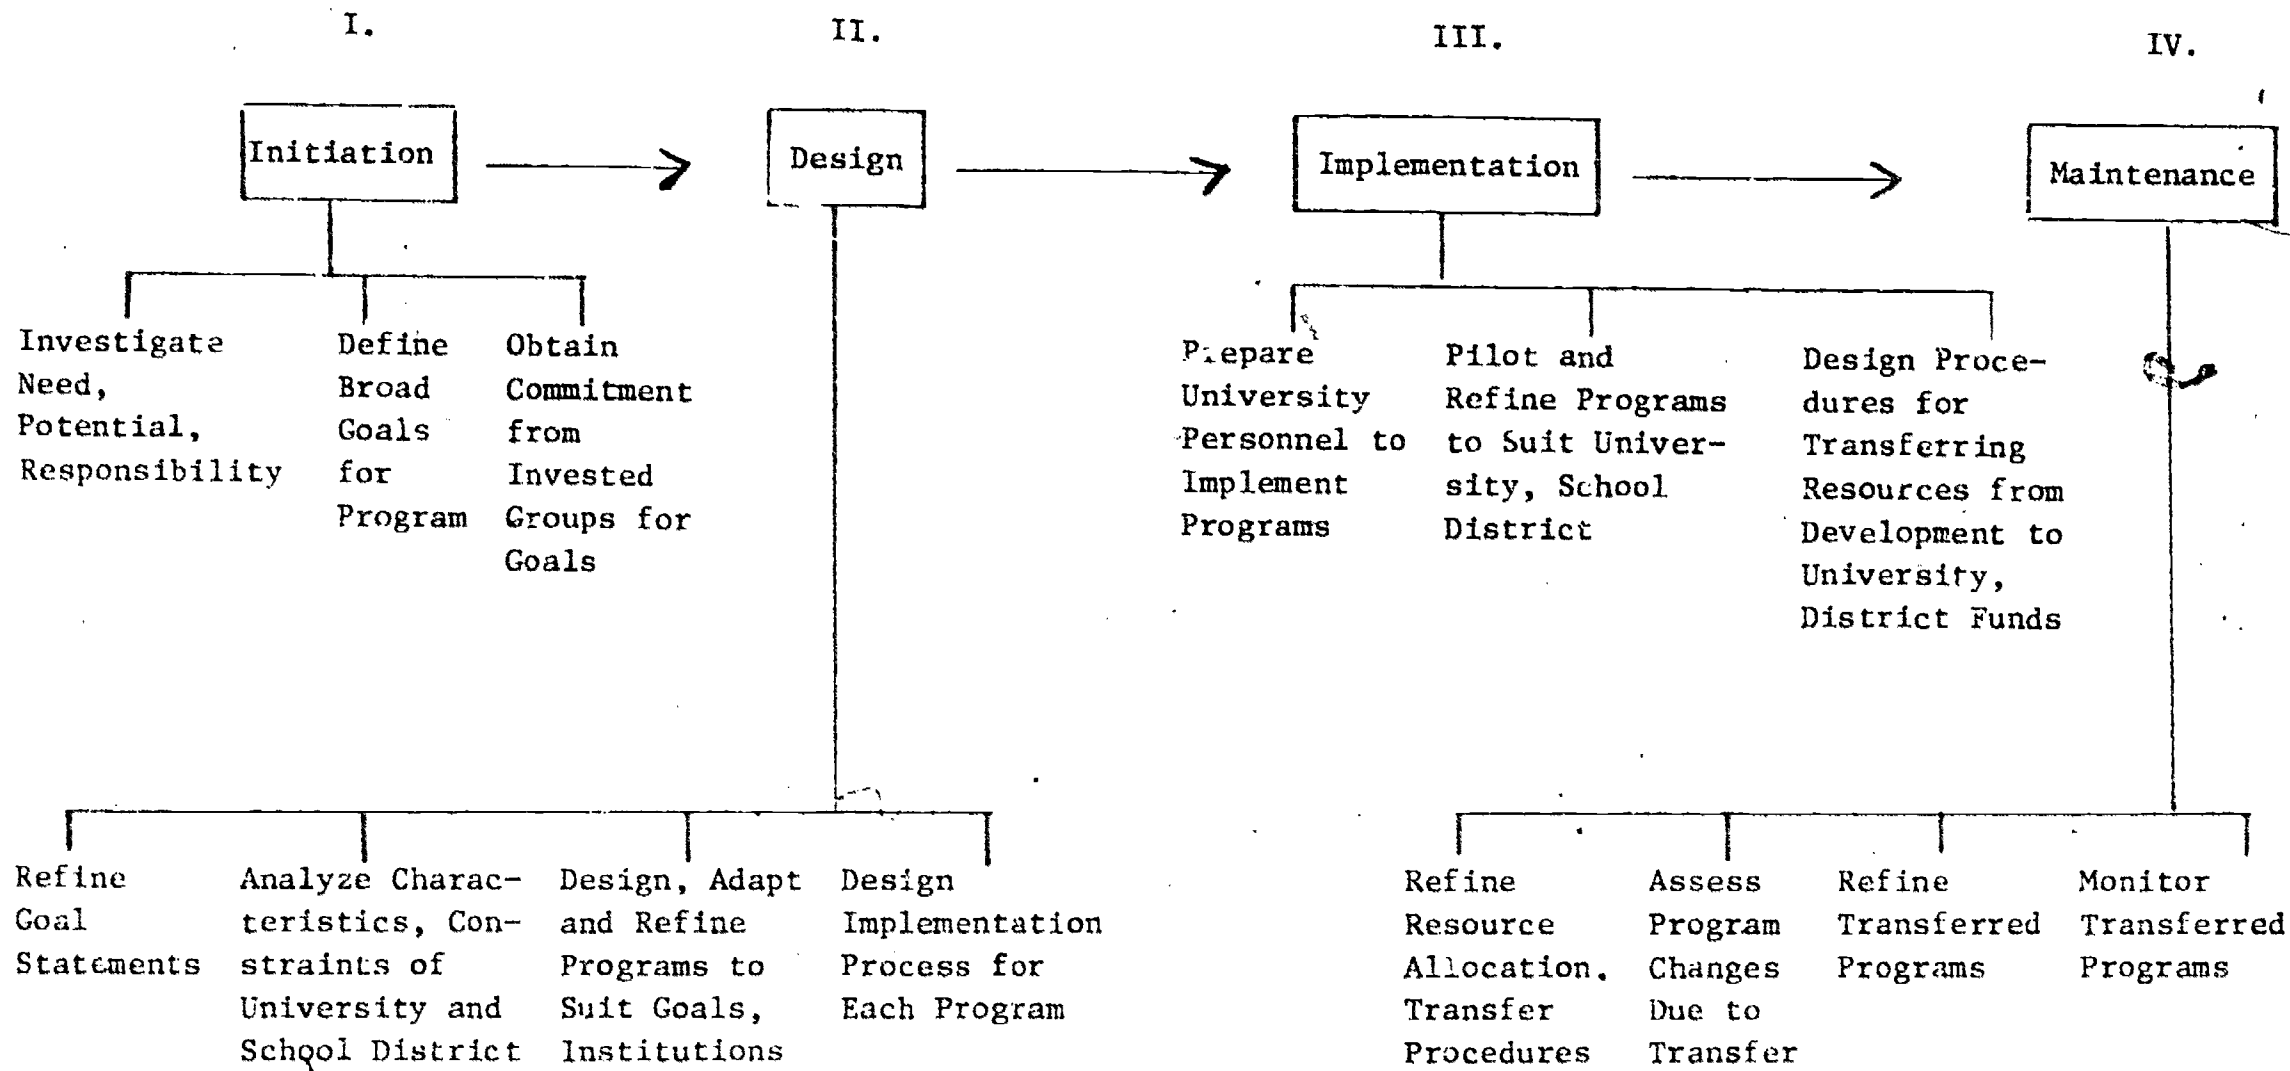 I.
II.
III.
IV.
Initiation
Design
Implementation
Maintenance
Investigate
Need,
Potential,
Responsibility
Define
Broad
Goals
for
Program
Obtain
Commitment
from
Invested
Groups for
Goals
Prepare
University
Personnel to
Implement
Programs
Pilot and
Refine Programs
to Suit Univer-
sity, School
District
Design Proce-
dures for
Transferring
Resources from
Development to
University,
District Funds
Refine
Goal
Statements
Analyze Charac-
teristics, Con-
straints of
University and
School District
Design, Adapt
and Refine
Programs to
Suit Goals,
Institutions
Design
Implementation
Process for
Each Program
Refine
Resource
Allocation.
Transfer
Procedures
Assess
Program
Changes
Due to
Transfer
Refine
Transferred
Programs
Monitor
Transferred
Programs